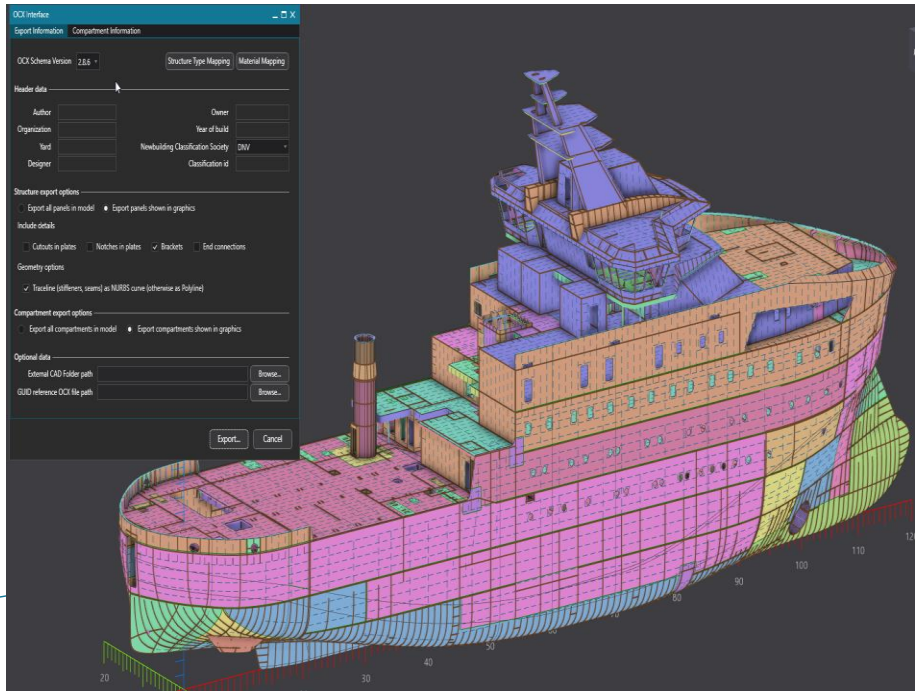 OCX Interface
Export Information Compartment Information
OCX Schema Version 2.8.6 Structure Type Mapping Material Mapping
Header data
Author Owner
Organization Year of build
Yard Newbuilding Classification Society DNV
Designer Classification id
Structure export options
Export all panels in model Export panels shown in graphics
Include details
Cutouts in plates Notches in plates Brackets End connections
Geometry options
Traceline (stiffeners, seams) as NURBS curve (otherwise as Polyline)
Compartment export options
Export all compartments in model Export compartments shown in graphics
Optional data
External CAD Folder path Browse...
GUID reference OCX file path Browse...
Export... Cancel
20 30 40 50 80 90 100 110